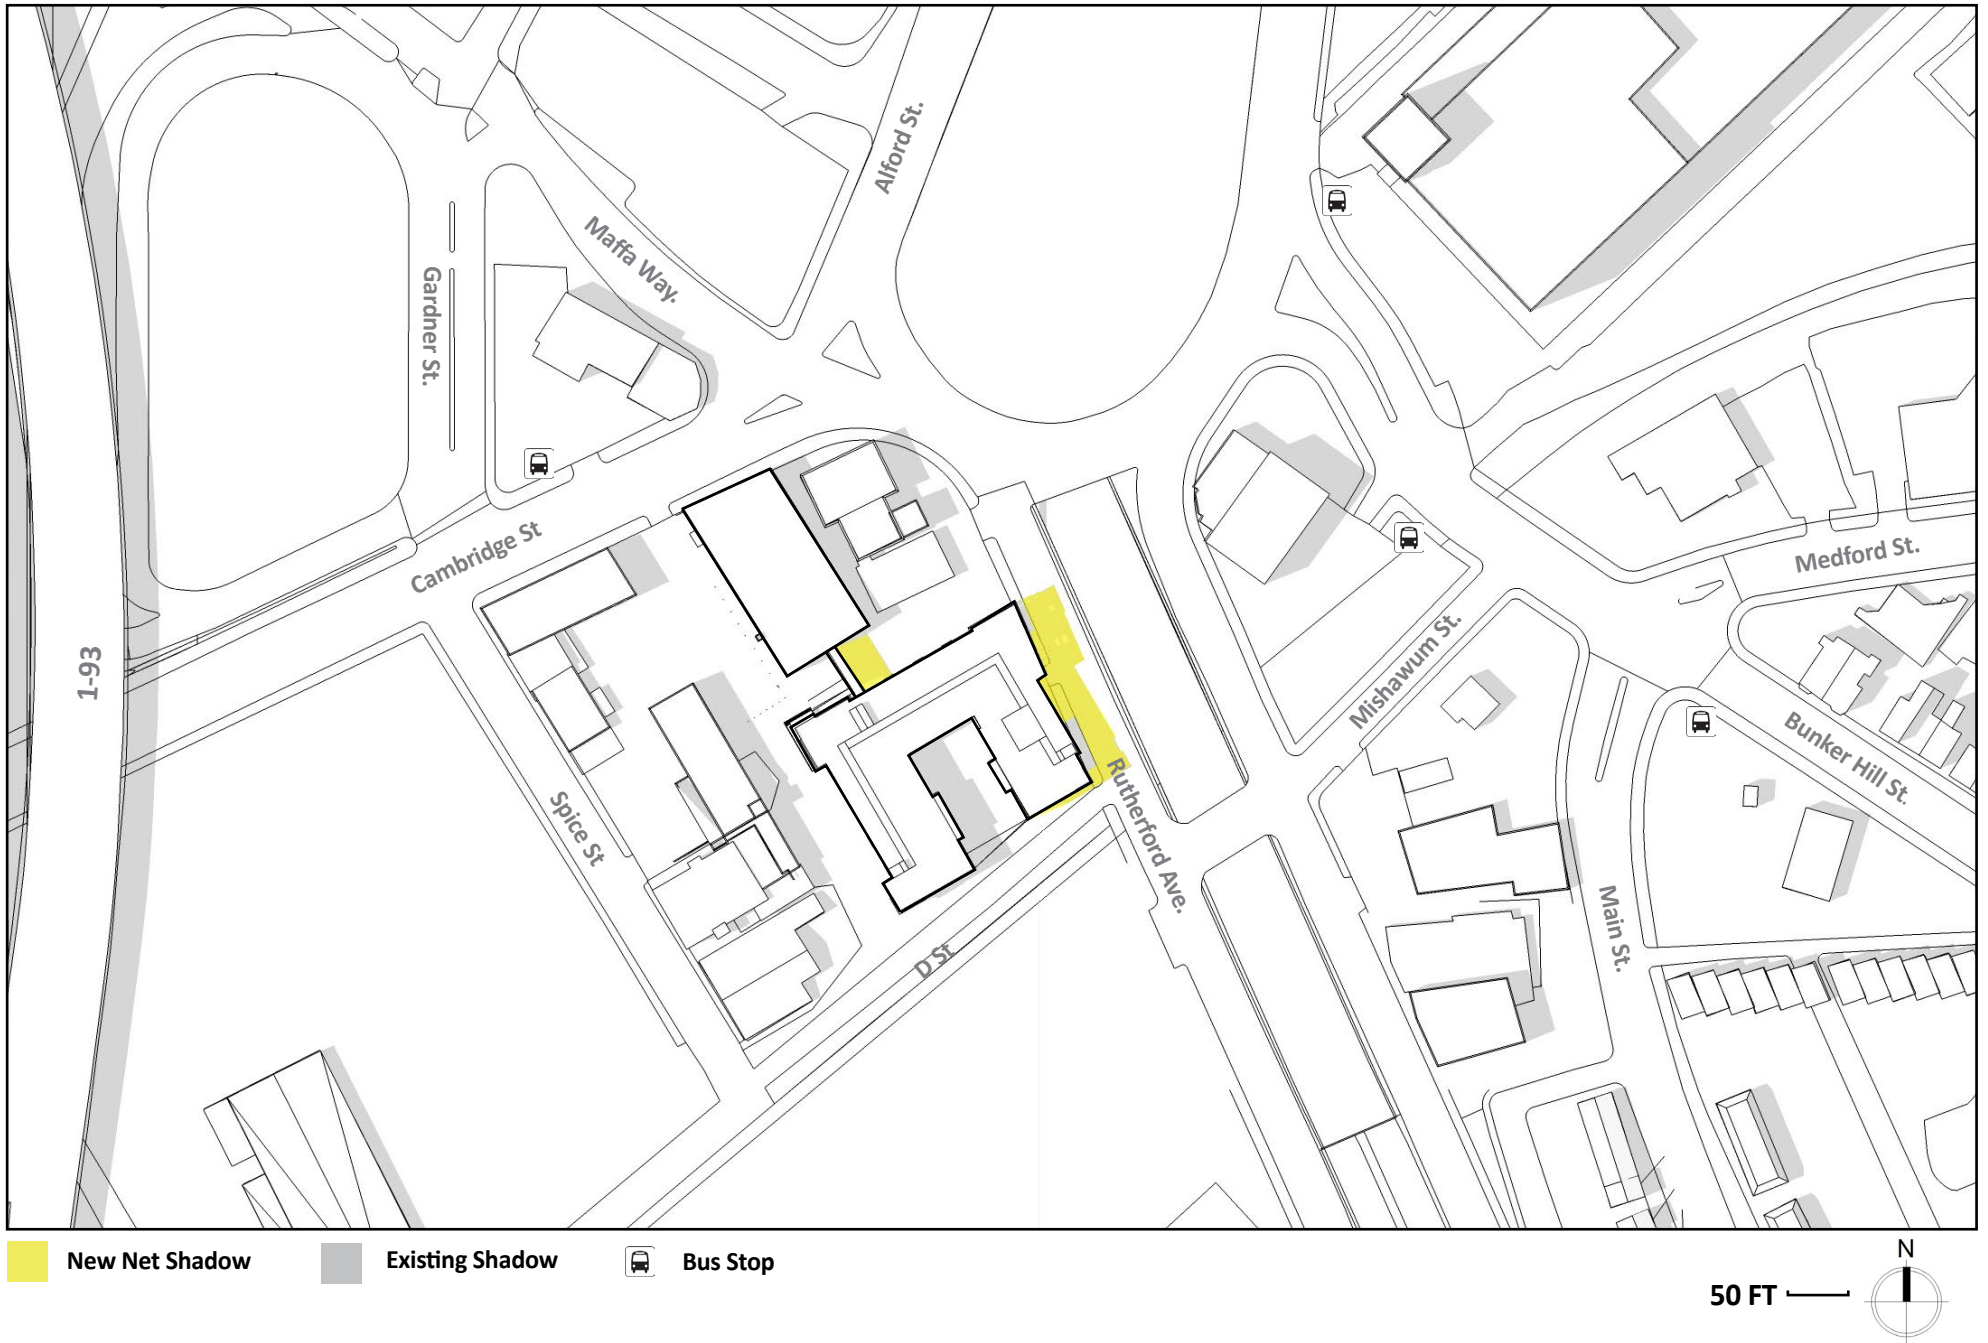 Alford St.
Maffa Way.
Gardner St.
Cambridge St
Medford St.
Mishawum St.
1-93
Bunker Hill St.
Spice St
Rutherford Ave.
Main St.
D St
New Net Shadow
Existing Shadow
Bus Stop
N
50 FT